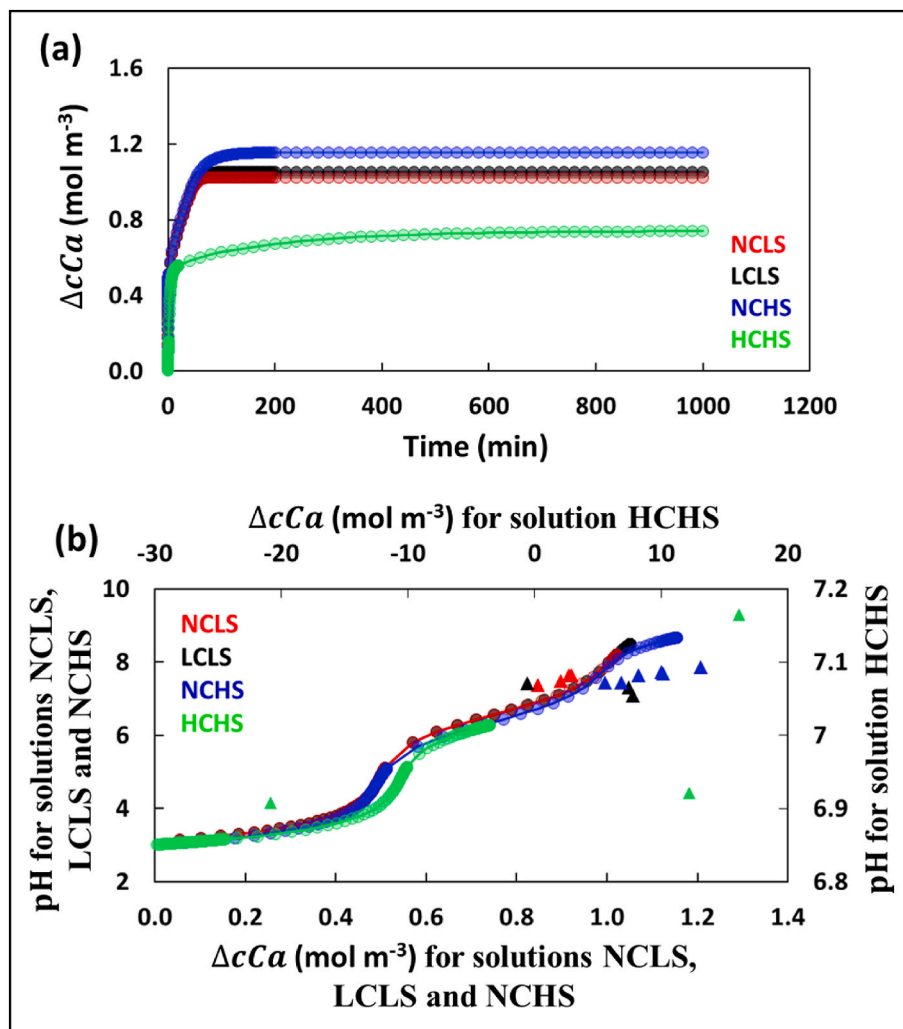 (a)
1.6
1.2
0.8
0.4
0.0
ΔcCa (mol m⁻³)
NCLS
LCLS
NCHS
HCHS
0 200 400 600 800 1000 1200
Time (min)
ΔcCa (mol m⁻³) for solution HCHS
(b)
-30 -20 -10 0 10 20
10
8
6
4
2
pH for solutions NCLS,
LCLS and NCHS
NCLS
LCLS
NCHS
HCHS
7.2
7.1
7
6.9
6.8
pH for solution HCHS
0.0 0.2 0.4 0.6 0.8 1.0 1.2 1.4
ΔcCa (mol m⁻³) for solutions NCLS,
LCLS and NCHS